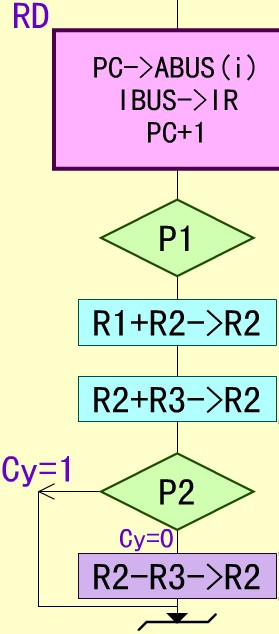 RD
PC->ABUS(i)
IBUS->IR
PC+1
P1
R1+R2->R2
R2+R3->R2
Cy=1
P2
Cy=0
R2-R3->R2